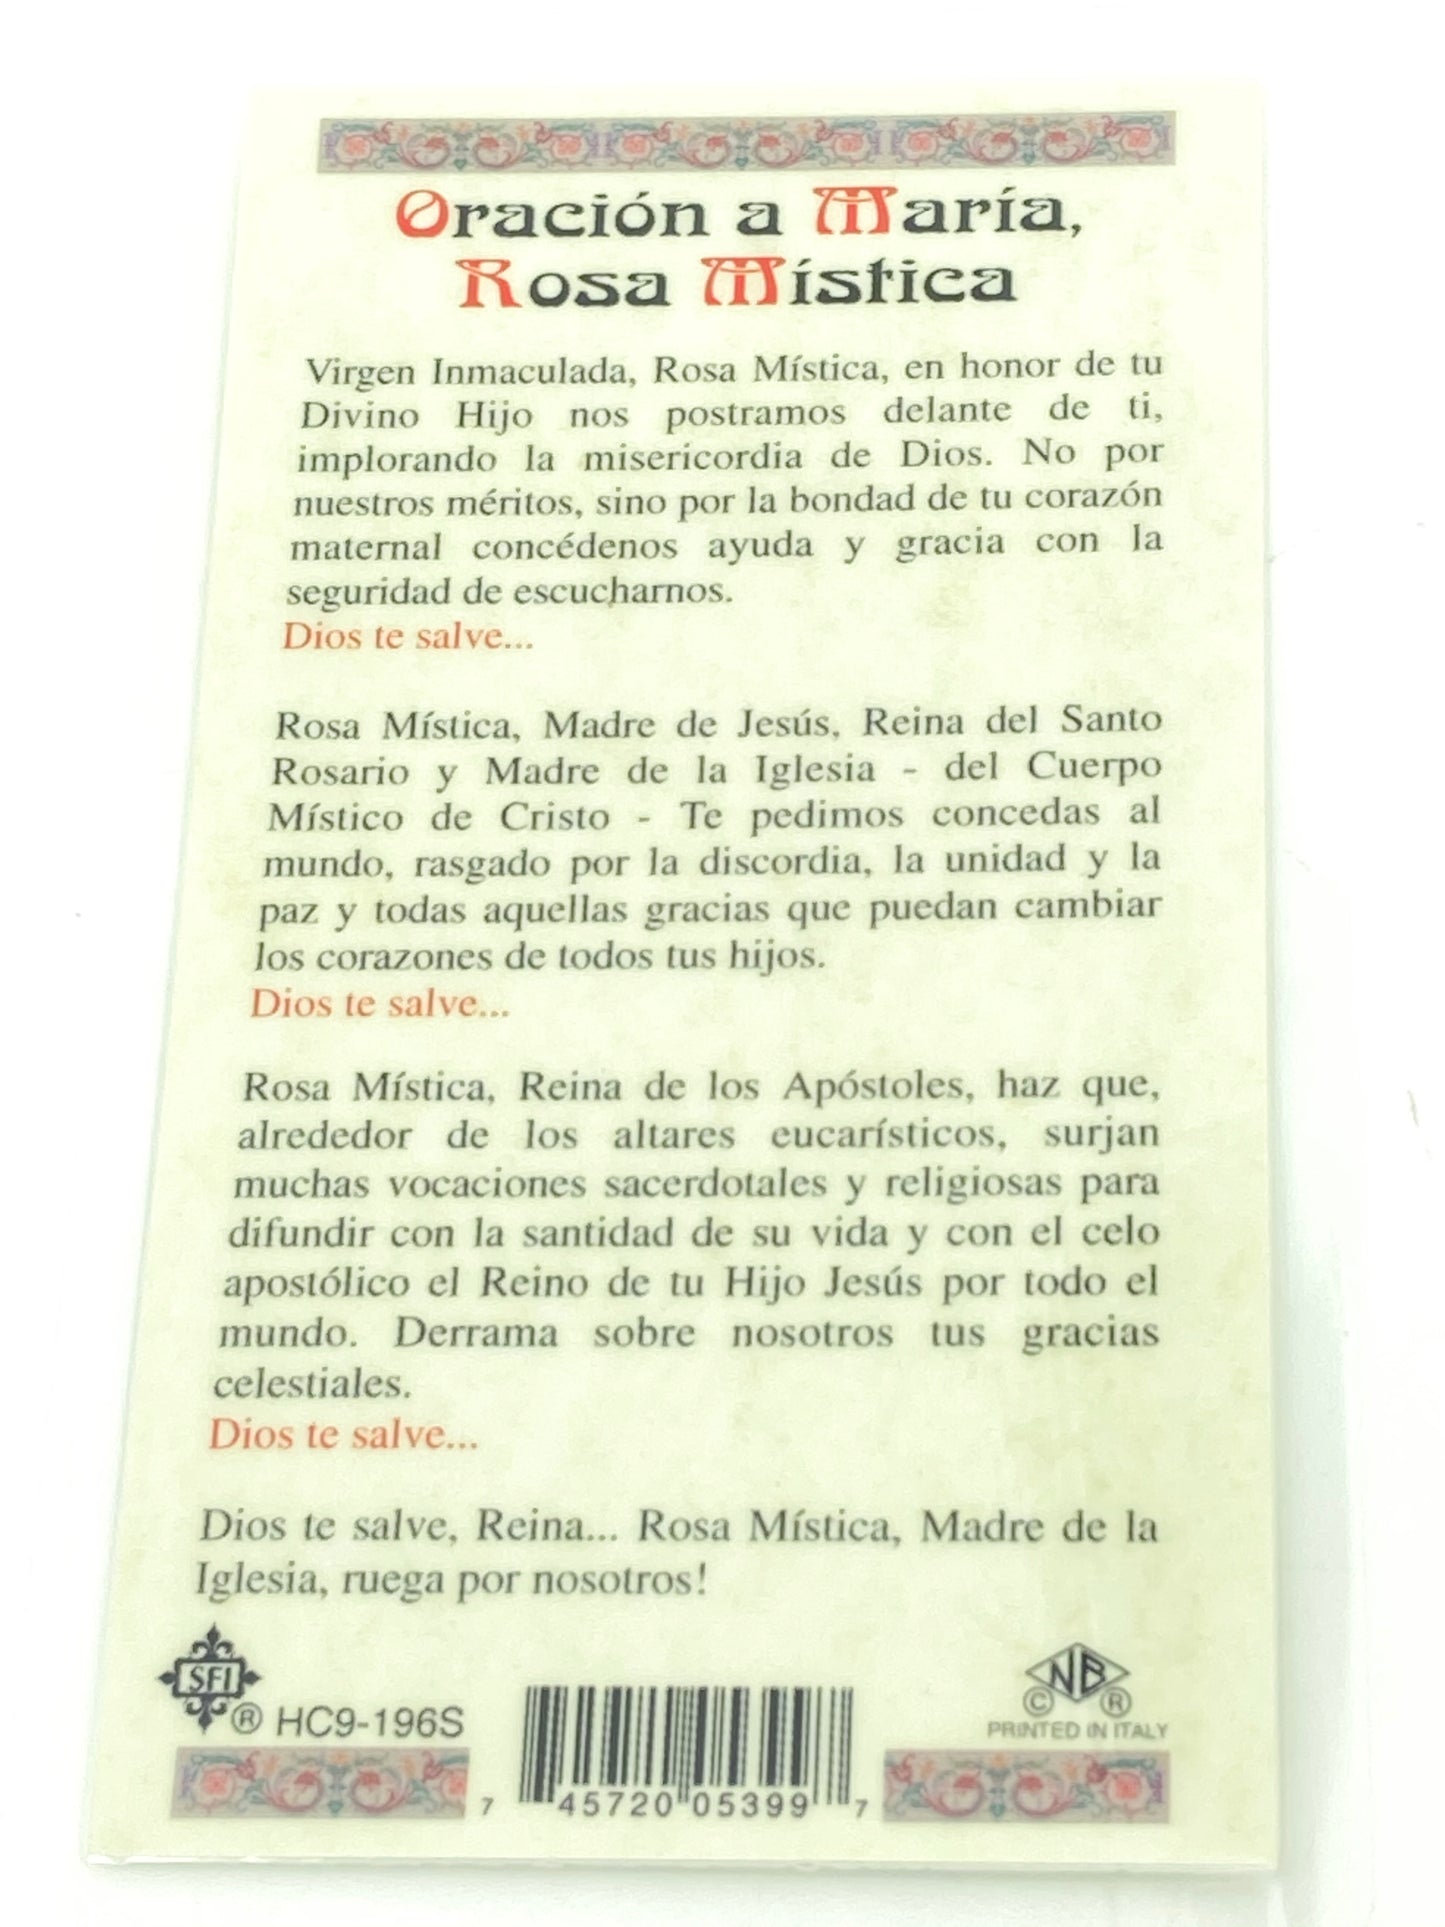 Oración a María,
Rosa Mística
Virgen Inmaculada, Rosa Mística, en honor de tu
Divino Hijo nos postramos delante de ti,
implorando la misericordia de Dios. No por
nuestros méritos, sino por la bondad de tu corazón
maternal concédenos ayuda y gracia con la
seguridad de escucharnos.
Dios te salve...
Rosa Mística, Madre de Jesús, Reina del Santo
Rosario y Madre de la Iglesia - del Cuerpo
Místico de Cristo - Te pedimos concedas al
mundo, rasgado por la discordia, la unidad y la
paz y todas aquellas gracias que puedan cambiar
los corazones de todos tus hijos.
Dios te salve...
Rosa Mística, Reina de los Apóstoles, haz que,
alrededor de los altares eucarísticos, surjan
muchas vocaciones sacerdotales y religiosas para
difundir con la santidad de su vida y con el celo
apostólico el Reino de tu Hijo Jesús por todo el
mundo. Derrama sobre nosotros tus gracias
celestiales.
Dios te salve...
Dios te salve, Reina... Rosa Mística, Madre de la
Iglesia, ruega por nosotros!
SFI
® HC9-196S
NB
© ®
PRINTED IN ITALY
7 45720 05399 7